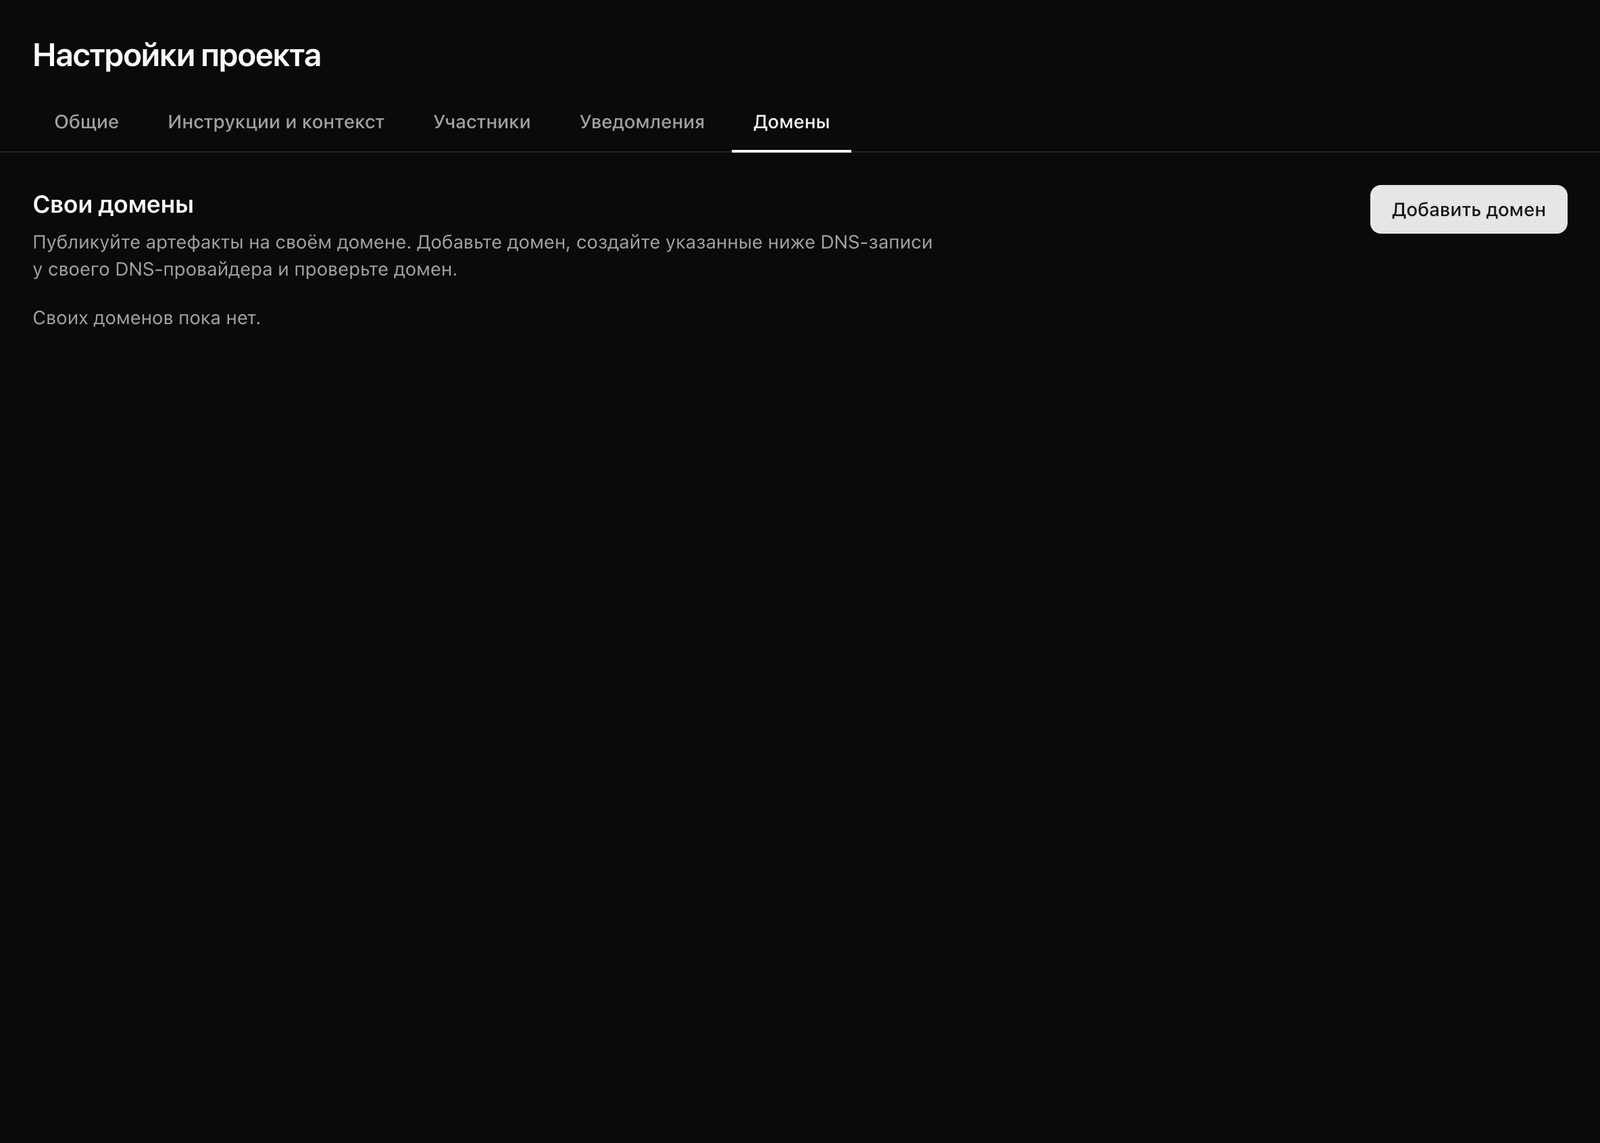 Настройки проекта
Общие
Инструкции и контекст
Участники
Уведомления
Домены
Свои домены
Добавить домен
Публикуйте артефакты на своём домене. Добавьте домен, создайте указанные ниже DNS-записи
у своего DNS-провайдера и проверьте домен.
Своих доменов пока нет.